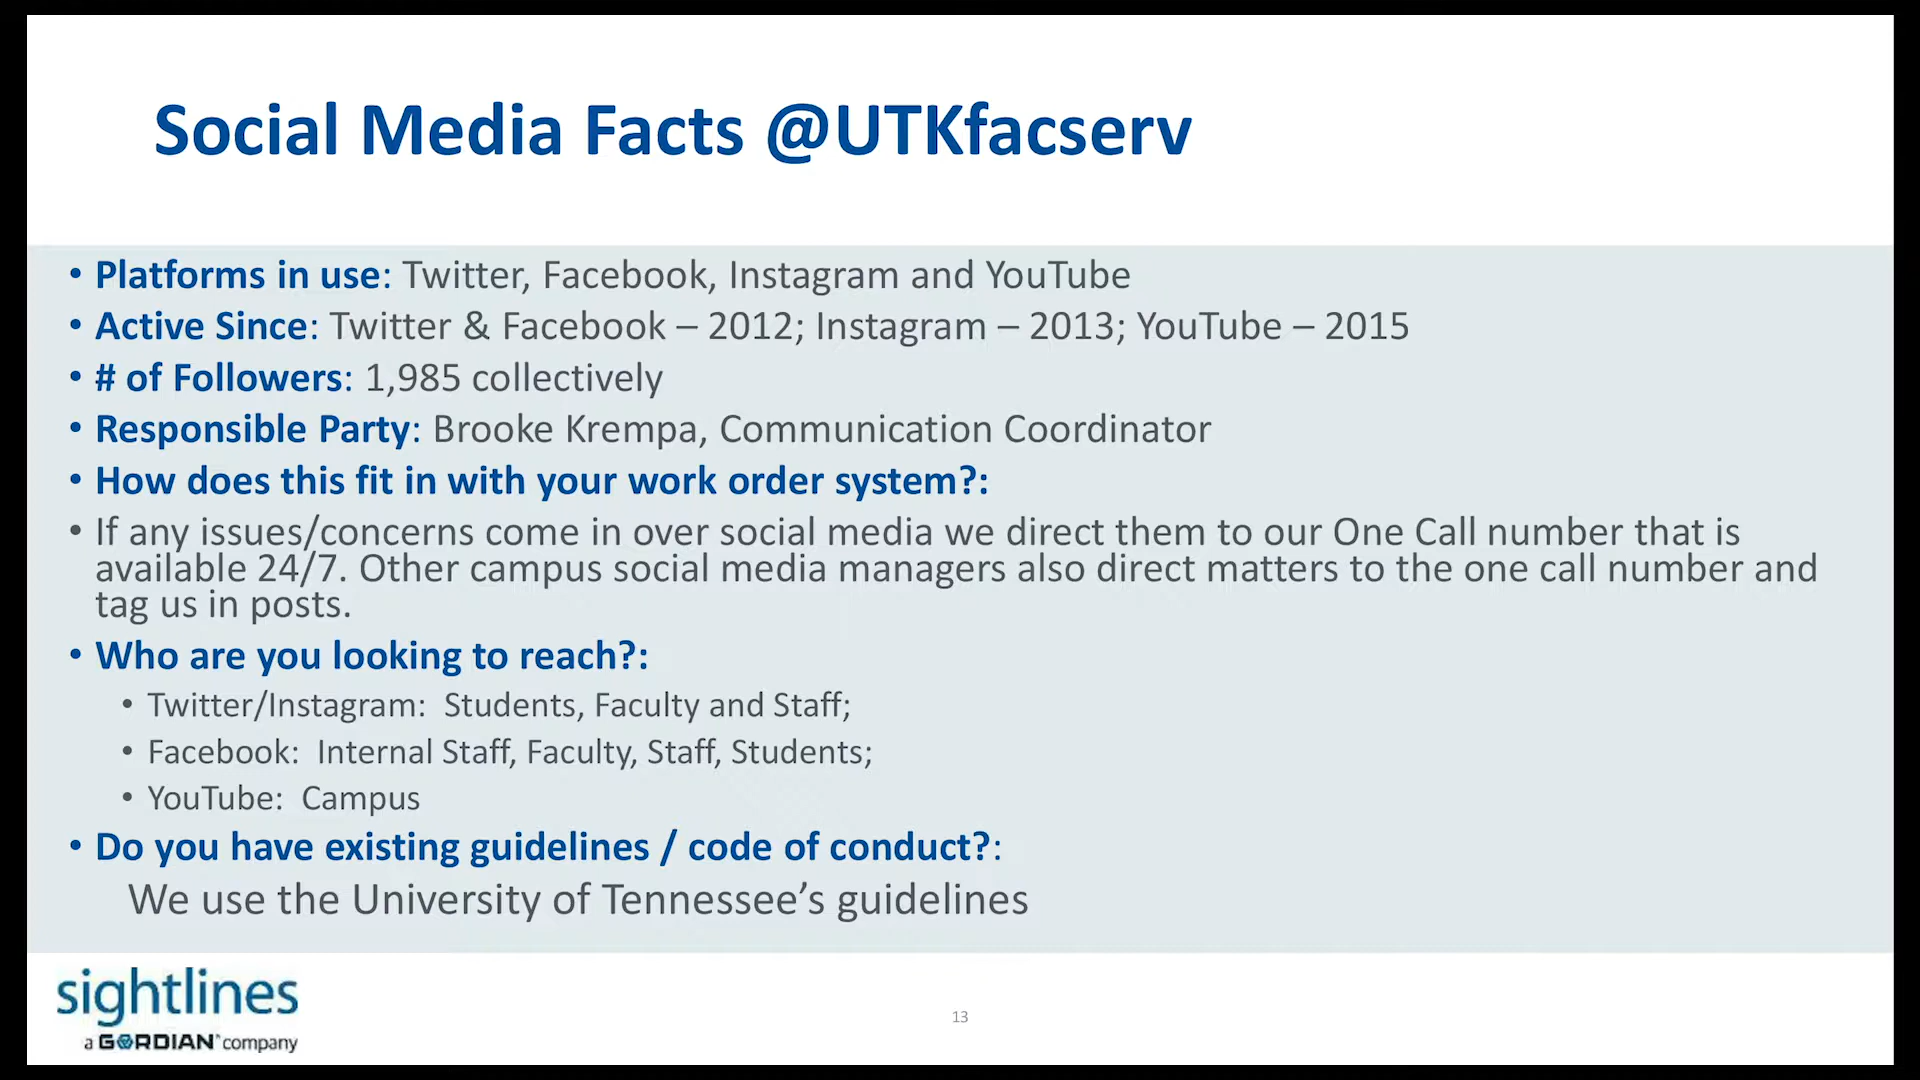 Social Media Facts @UTKfacserv
• Platforms in use: Twitter, Facebook, Instagram and YouTube
• Active Since: Twitter & Facebook – 2012; Instagram – 2013; YouTube – 2015
• # of Followers: 1,985 collectively
• Responsible Party: Brooke Krempa, Communication Coordinator
• How does this fit in with your work order system?:
• If any issues/concerns come in over social media we direct them to our One Call number that is
available 24/7. Other campus social media managers also direct matters to the one call number and
tag us in posts.
• Who are you looking to reach?:
• Twitter/Instagram:  Students, Faculty and Staff;
• Facebook:  Internal Staff, Faculty, Staff, Students;
• YouTube:  Campus
• Do you have existing guidelines / code of conduct?:
We use the University of Tennessee’s guidelines
sightlines
a GORDIAN company
13